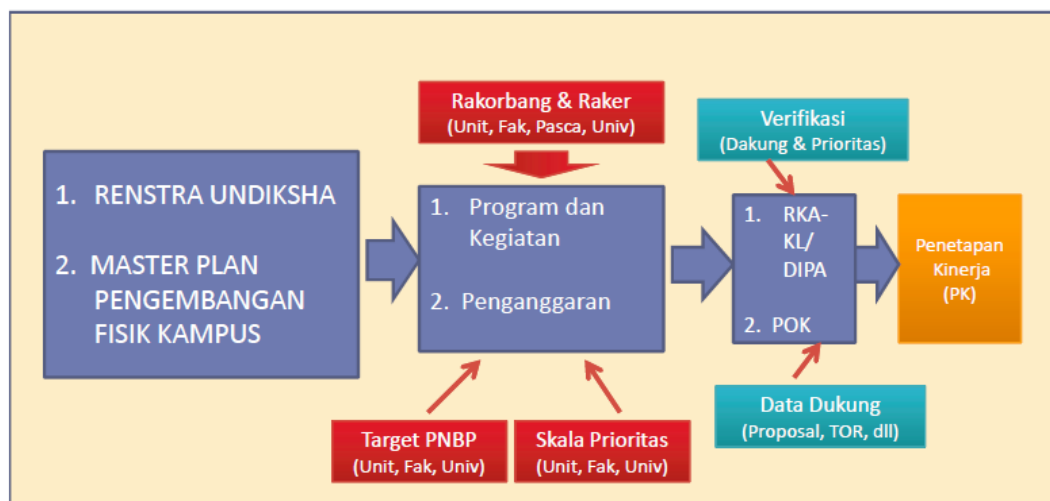 Rakorbang & Raker
(Unit, Fak, Pasca, Univ)
Verifikasi
(Dakung & Prioritas)
1. RENSTRA UNDIKSHA
2. MASTER PLAN
PENGEMBANGAN
FISIK KAMPUS
1. Program dan
Kegiatan
2. Penganggaran
1. RKA-
KL/
DIPA
2. POK
Penetapan
Kinerja
(PK)
Target PNBP
(Unit, Fak, Univ)
Skala Prioritas
(Unit, Fak, Univ)
Data Dukung
(Proposal, TOR, dll)